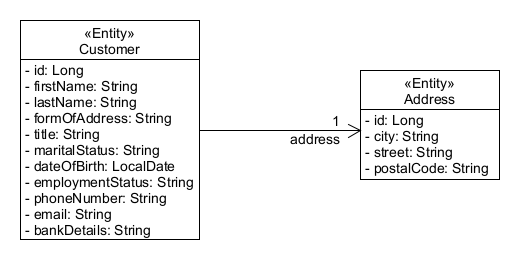 «Entity»
Customer
- id: Long
- firstName: String
- lastName: String
- formOfAddress: String
- title: String
- maritalStatus: String
- dateOfBirth: LocalDate
- employmentStatus: String
- phoneNumber: String
- email: String
- bankDetails: String
1
address
«Entity»
Address
- id: Long
- city: String
- street: String
- postalCode: String